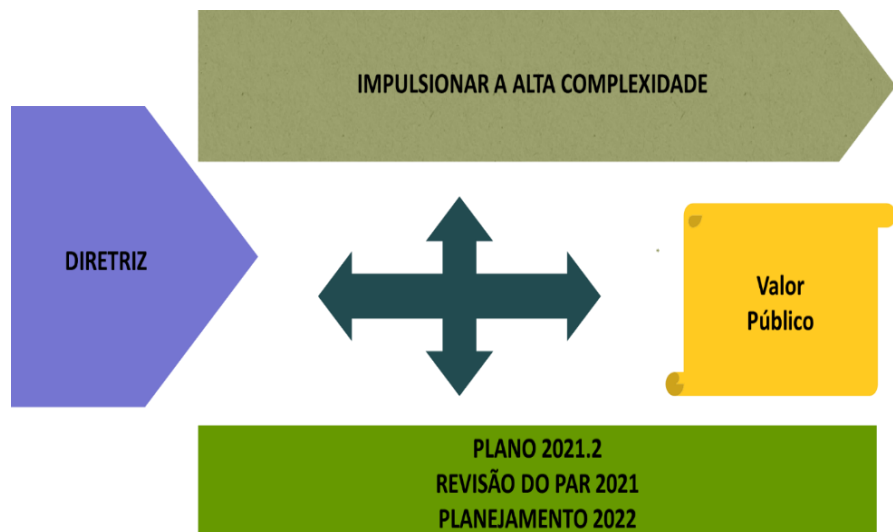 IMPULSIONAR A ALTA COMPLEXIDADE
DIRETRIZ
Valor
Público
PLANO 2021.2
REVISÃO DO PAR 2021
PLANEJAMENTO 2022